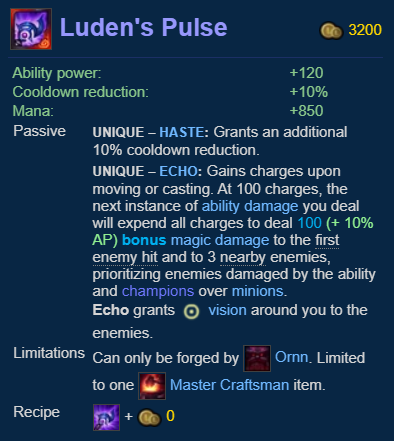 Luden's Pulse 3200
Ability power: +120
Cooldown reduction: +10%
Mana: +850
Passive UNIQUE – HASTE: Grants an additional
10% cooldown reduction.
UNIQUE – ECHO: Gains charges upon
moving or casting. At 100 charges, the
next instance of ability damage you deal
will expend all charges to deal 100 (+ 10%
AP) bonus magic damage to the first
enemy hit and to 3 nearby enemies,
prioritizing enemies damaged by the ability
and champions over minions.
Echo grants vision around you to the
enemies.
Limitations Can only be forged by Ornn. Limited
to one Master Craftsman item.
Recipe + 0